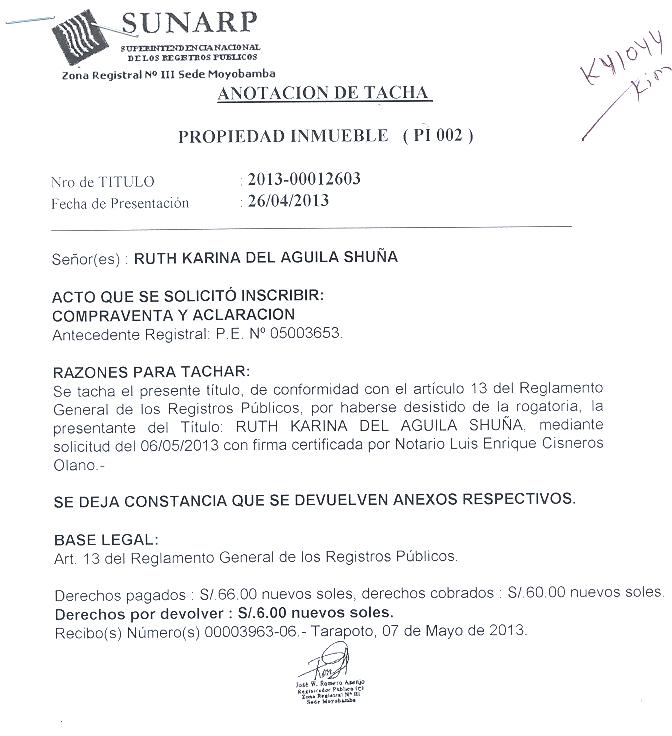 SUNARP
SUPERINTENDENCIA NACIONAL
DE LOS REGISTROS PUBLICOS
Zona Registral Nº III Sede Moyobamba
K41044
Kim
ANOTACION DE TACHA
PROPIEDAD INMUEBLE ( PI 002 )
Nro de TITULO : 2013-00012603
Fecha de Presentación : 26/04/2013
Señor(es) : RUTH KARINA DEL AGUILA SHUÑA
ACTO QUE SE SOLICITÓ INSCRIBIR:
COMPRAVENTA Y ACLARACION
Antecedente Registral: P.E. Nº 05003653.
RAZONES PARA TACHAR:
Se tacha el presente título, de conformidad con el artículo 13 del Reglamento
General de los Registros Públicos, por haberse desistido de la rogatoria, la
presentante del Título: RUTH KARINA DEL AGUILA SHUÑA, mediante
solicitud del 06/05/2013 con firma certificada por Notario Luis Enrique Cisneros
Olano.-
SE DEJA CONSTANCIA QUE SE DEVUELVEN ANEXOS RESPECTIVOS.
BASE LEGAL:
Art. 13 del Reglamento General de los Registros Públicos.
Derechos pagados : S/.66.00 nuevos soles, derechos cobrados : S/.60.00 nuevos soles.
Derechos por devolver : S/.6.00 nuevos soles.
Recibo(s) Número(s) 00003963-06.- Tarapoto, 07 de Mayo de 2013.
José W. Romero Asenjo
Registrador Público (e)
Zona Registral Nº III
Sede Moyobamba